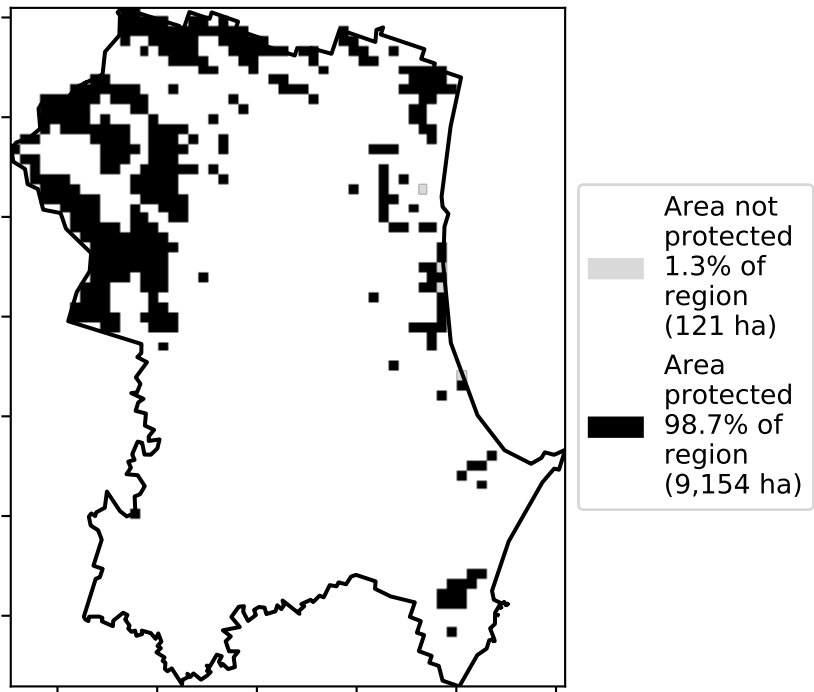 Area not
protected
1.3% of
region
(121 ha)
Area
protected
98.7% of
region
(9,154 ha)